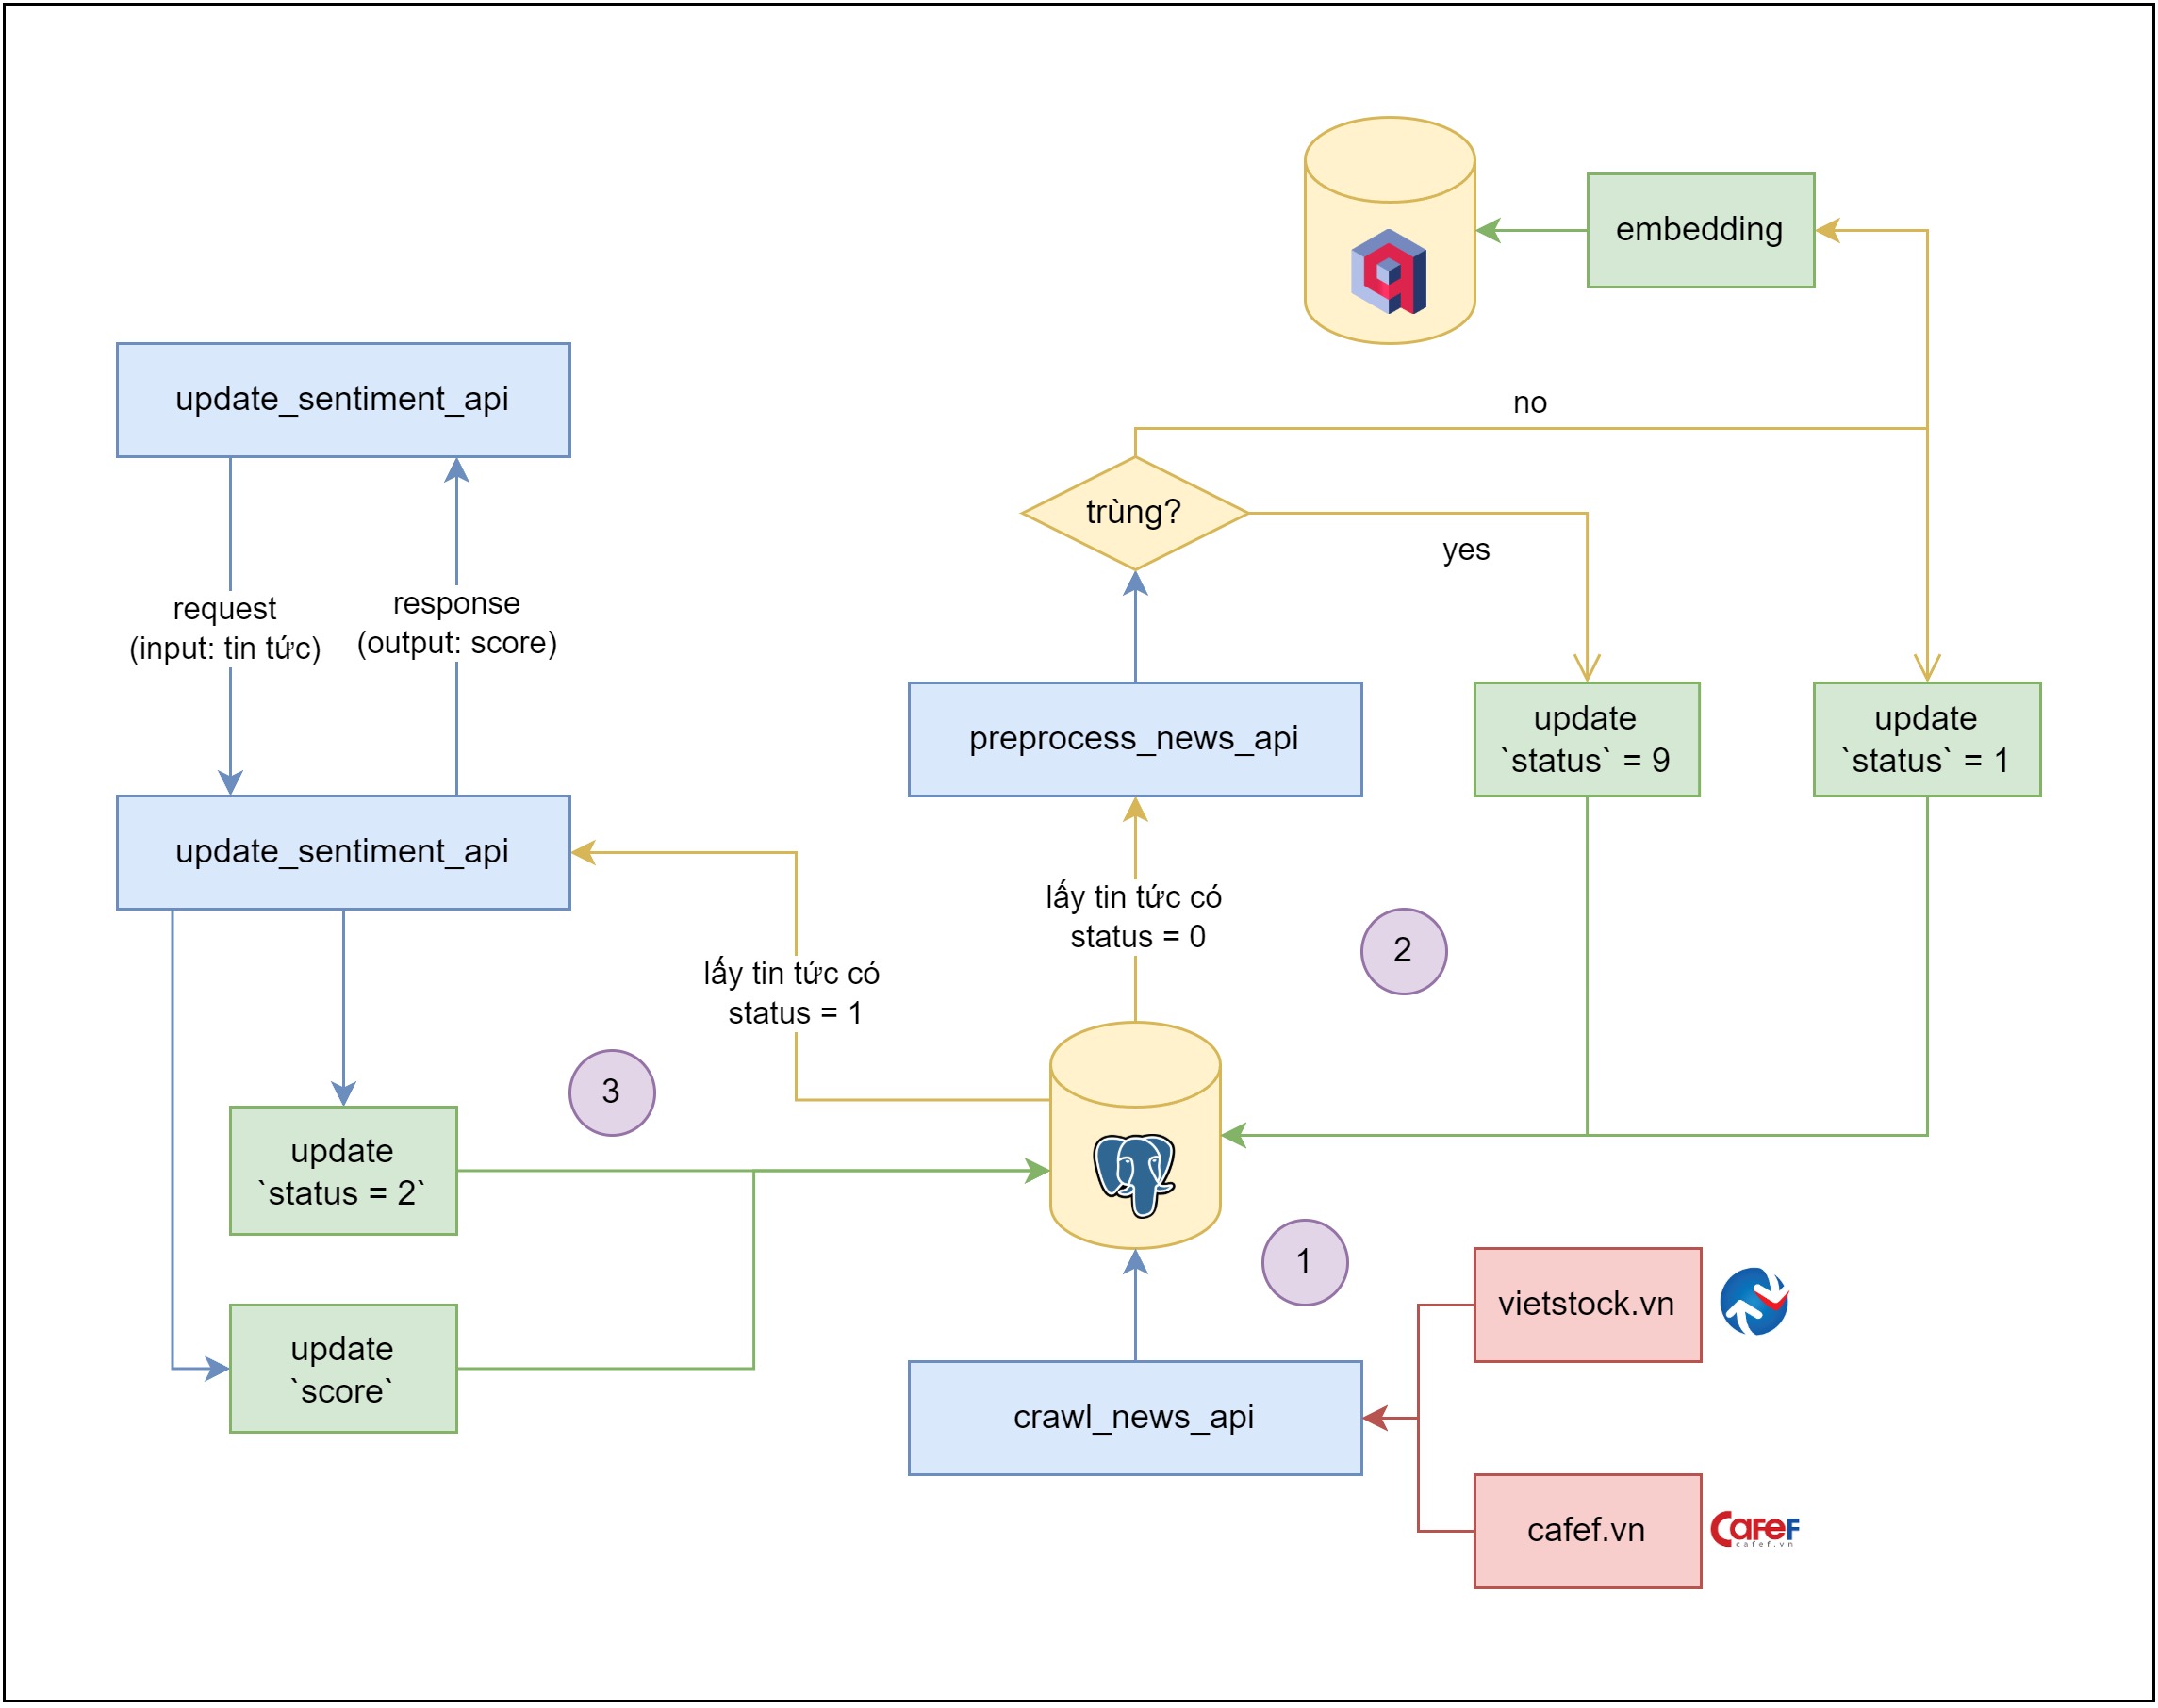 embedding
update_sentiment_api
no
trùng?
yes
request
(input: tin tức)
response
(output: score)
preprocess_news_api
update
`status` = 9
update
`status` = 1
update_sentiment_api
lấy tin tức có
status = 0
2
lấy tin tức có
status = 1
3
update
`status = 2`
1
vietstock.vn
update
`score`
crawl_news_api
cafef.vn
CafeF
cafef.vn